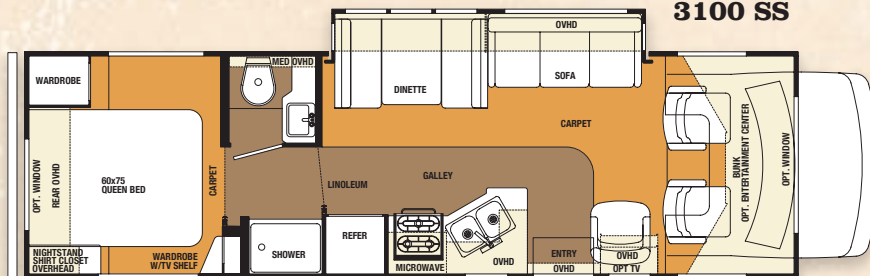 3100 SS
OVHD
MED OVHD
WARDROBE
DINETTE
SOFA
CARPET
OPT. WINDOW
REAR OVHD
60x75
QUEEN BED
CARPET
LINOLEUM
GALLEY
BUNK
OPT. ENTERTAINMENT CENTER
OPT. WINDOW
NIGHTSTAND
SHIRT CLOSET
OVERHEAD
WARDROBE
W/TV SHELF
SHOWER
REFER
MICROWAVE
OVHD
ENTRY
OVHD
OVHD
OPT TV